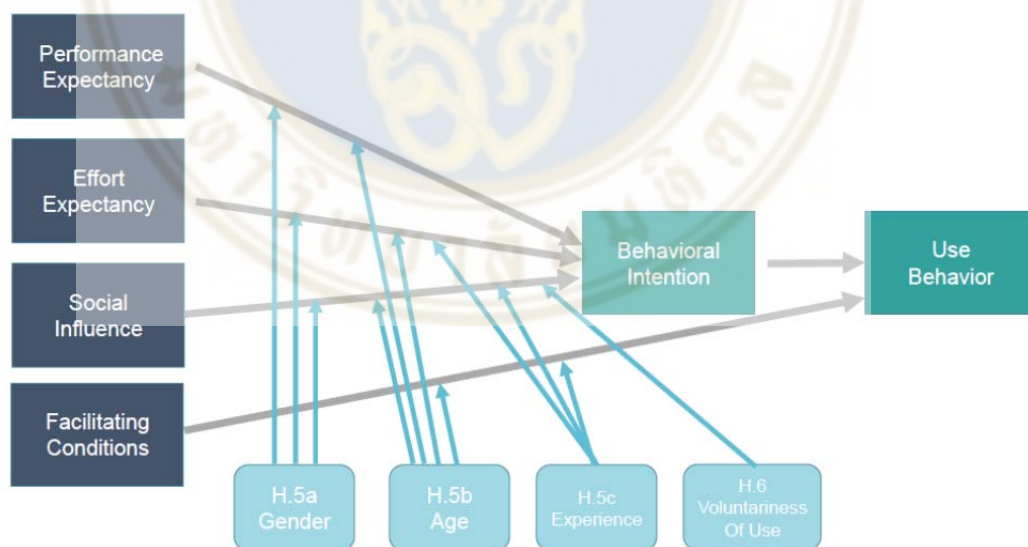 Performance
Expectancy
Effort
Expectancy
Social
Influence
Facilitating
Conditions
Behavioral
Intention
Use
Behavior
H.5a
Gender
H.5b
Age
H.5c
Experience
H.6
Voluntariness
Of Use